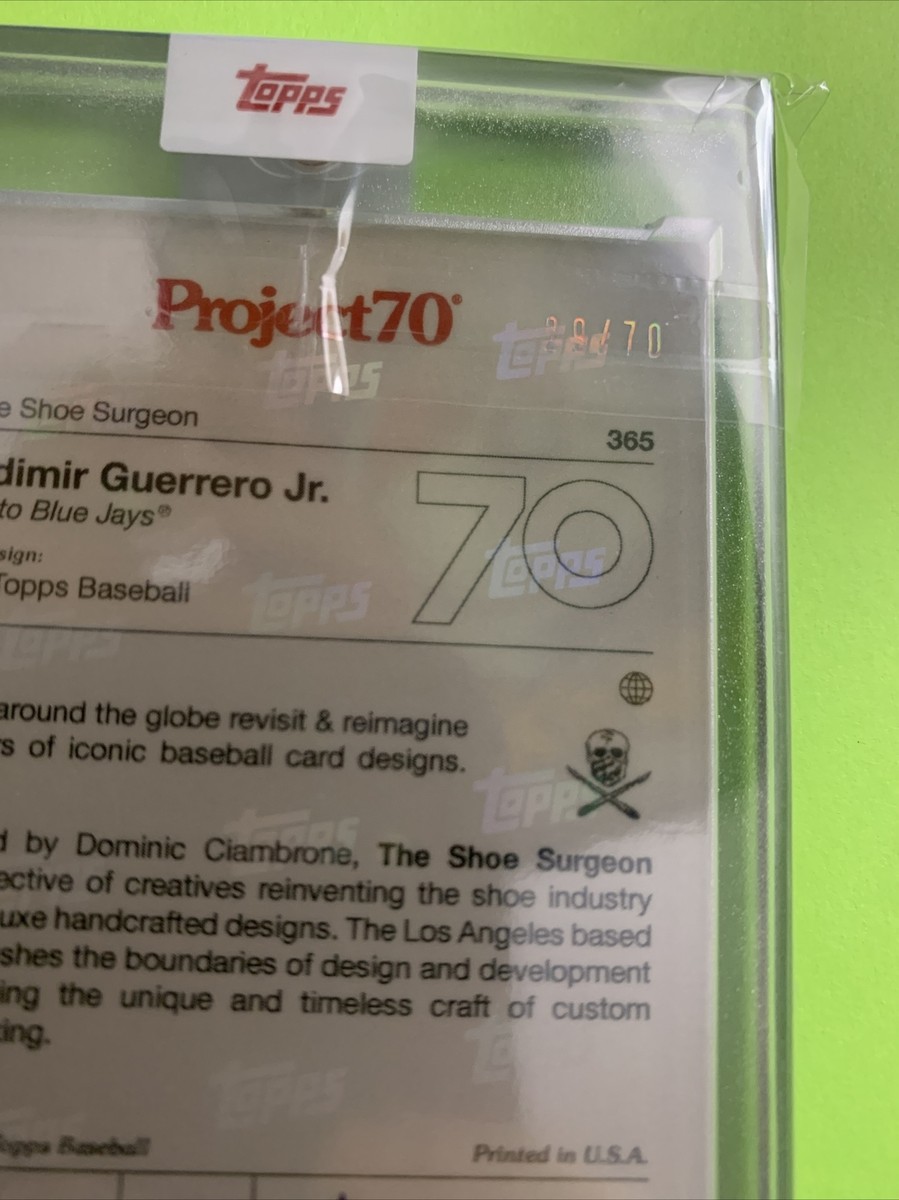 TOPPS
Project70®
/70
e Shoe Surgeon
365
dimir Guerrero Jr.
to Blue Jays®
70
sign:
Topps Baseball
around the globe revisit & reimagine
s of iconic baseball card designs.
d by Dominic Ciambrone, The Shoe Surgeon
ective of creatives reinventing the shoe industry
uxe handcrafted designs. The Los Angeles based
shes the boundaries of design and development
ing the unique and timeless craft of custom
ing.
opps Baseball
Printed in U.S.A.